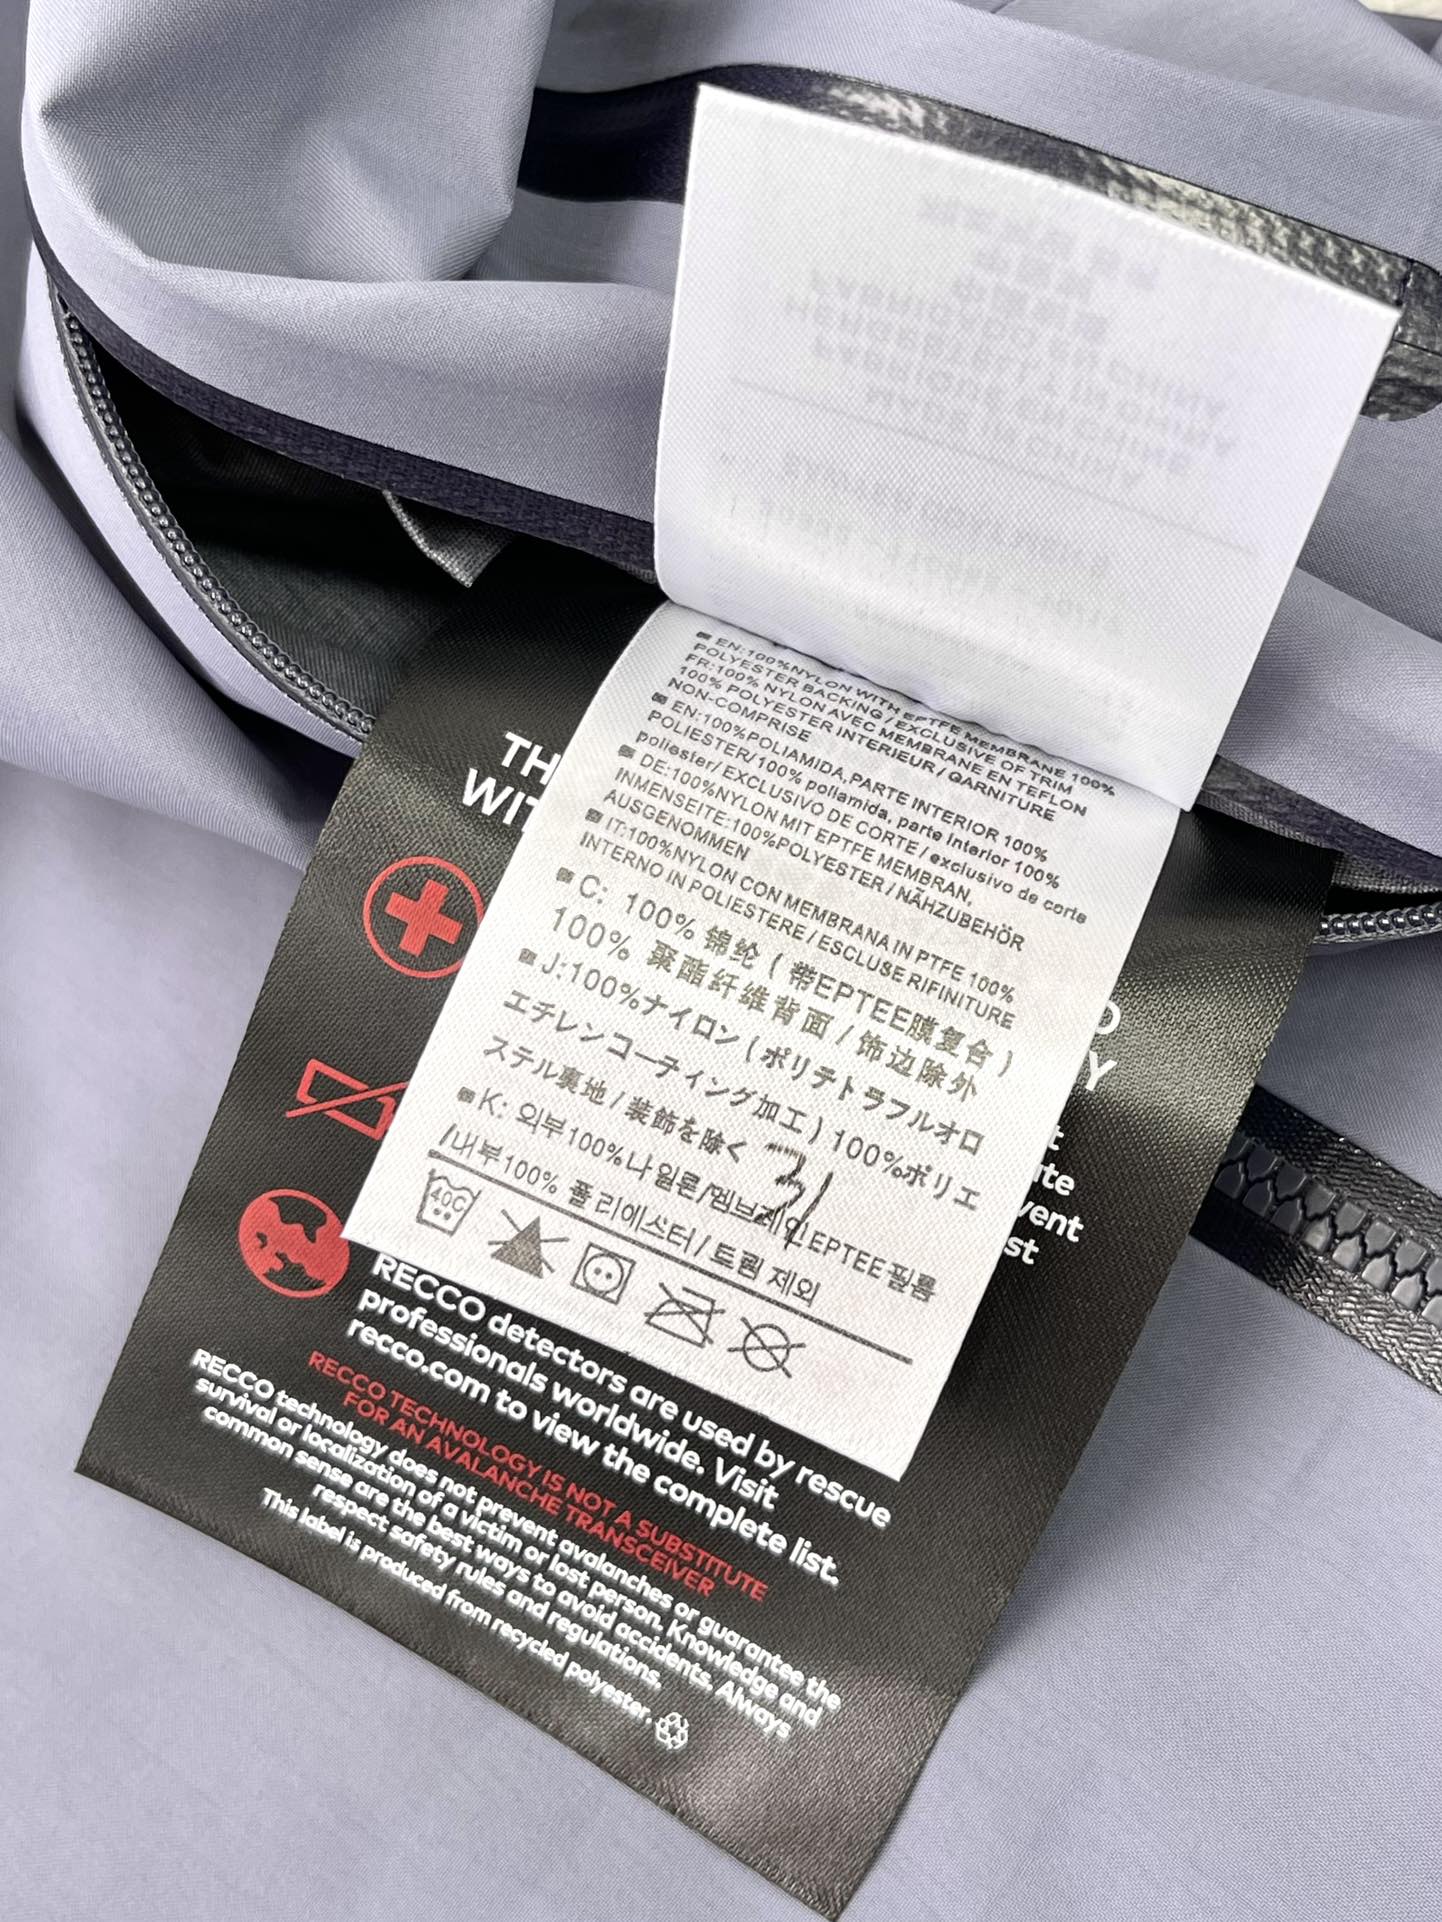 EN:100%NYLON WITH EPTFE MEMBRANE 100%
POLYESTER BACKING/EXCLUSIVE OF TRIM
FR:100% NYLON AVEC MEMBRANE EN TEFLON
100% POLYESTER INTERIEUR/GARNITURE
NON-COMPRISE
EN:100%POLIAMIDA,PARTE INTERIOR 100%
POLIESTER/100% poliamida, parte interior 100%
poliester/EXCLUSIVO DE CORTE/exclusivo de corte
DE:100%NYLON MIT EPTFE MEMBRAN,
INMENSEITE:100%POLYESTER/NÄHZUBEHÖR
AUSGENOMMEN
IT:100%NYLON CON MEMBRANA IN PTFE 100%
INTERNO IN POLIESTERE/ESCLUSE RIFINITURE
C: 100% 锦纶 (带EPTEE膜复合)
100% 聚酯纤维背面/饰边除外
J:100%ナイロン(ポリテトラフルオロ
エチレンコーティング加工)100%ポリエ
ステル裏地/装飾を除く
31
K: 외부100%나일론/멤브레인EPTEE필름
/내부100% 폴리에스터/트림 제외
40C
TH
WIT
RECCO detectors are used by rescue
professionals worldwide. Visit
recco.com to view the complete list.
RECCO TECHNOLOGY IS NOT A SUBSTITUTE
FOR AN AVALANCHE TRANSCEIVER
RECCO technology does not prevent avalanches or guarantee the
survival or localization of a victim or lost person. Knowledge and
common sense are the best ways to avoid accidents. Always
respect safety rules and regulations.
This label is produced from recycled polyester.